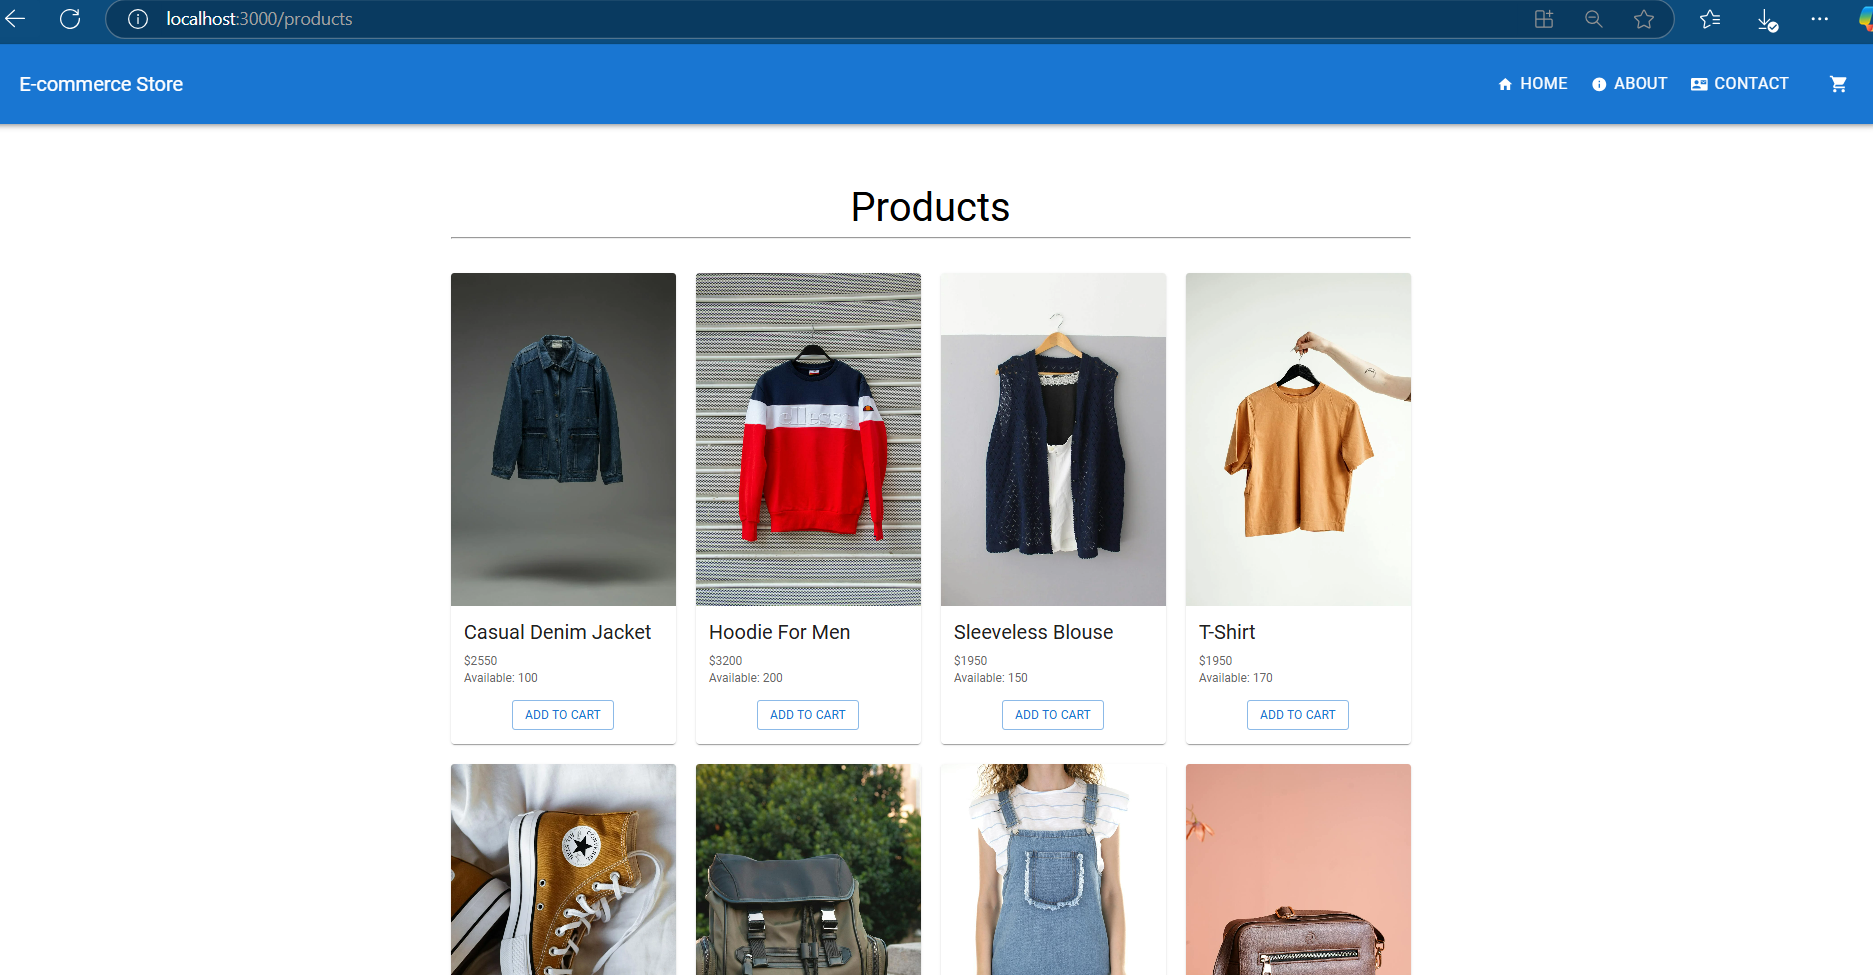 localhost:3000/products
E-commerce Store
HOME
ABOUT
CONTACT
Products
ellesse
Casual Denim Jacket
$2550
Available: 100
ADD TO CART
Hoodie For Men
$3200
Available: 200
ADD TO CART
Sleeveless Blouse
$1950
Available: 150
ADD TO CART
T-Shirt
$1950
Available: 170
ADD TO CART